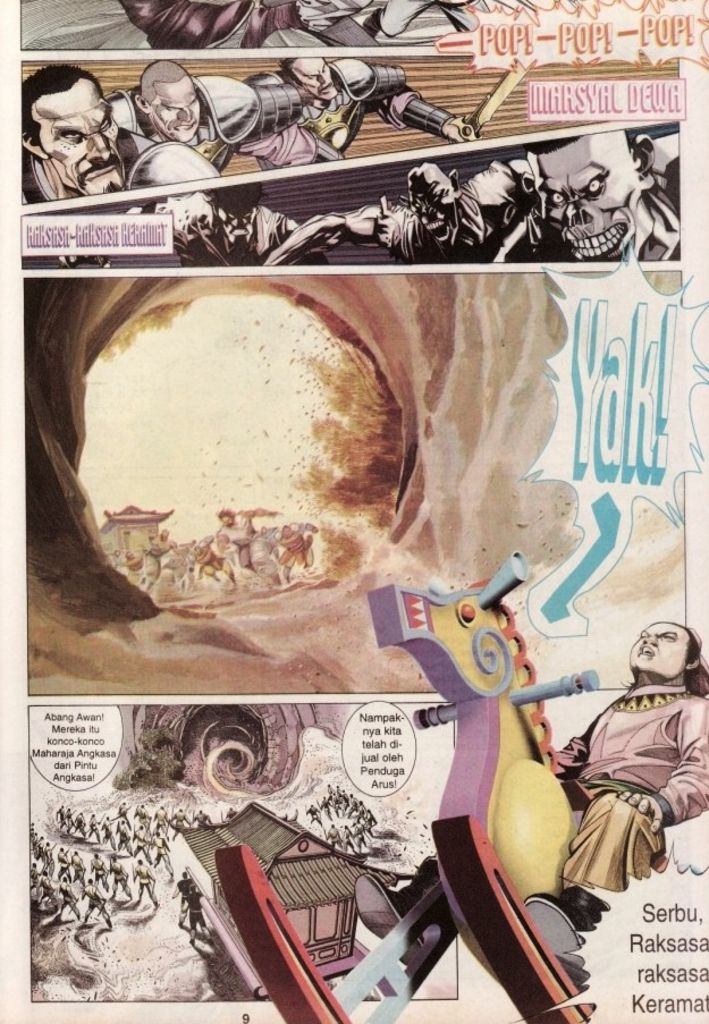 POP!-POP!-POP!
MARSYAL DEWA
RAKSASA-RAKSASA KERAMAT
Yak!
Abang Awan!
Mereka itu
konco-konco
Maharaja Angkasa
dari Pintu
Angkasa!
Nampak-
nya kita
telah di-
jual oleh
Penduga
Arus!
Serbu,
Raksasa
raksasa
Keramat
9